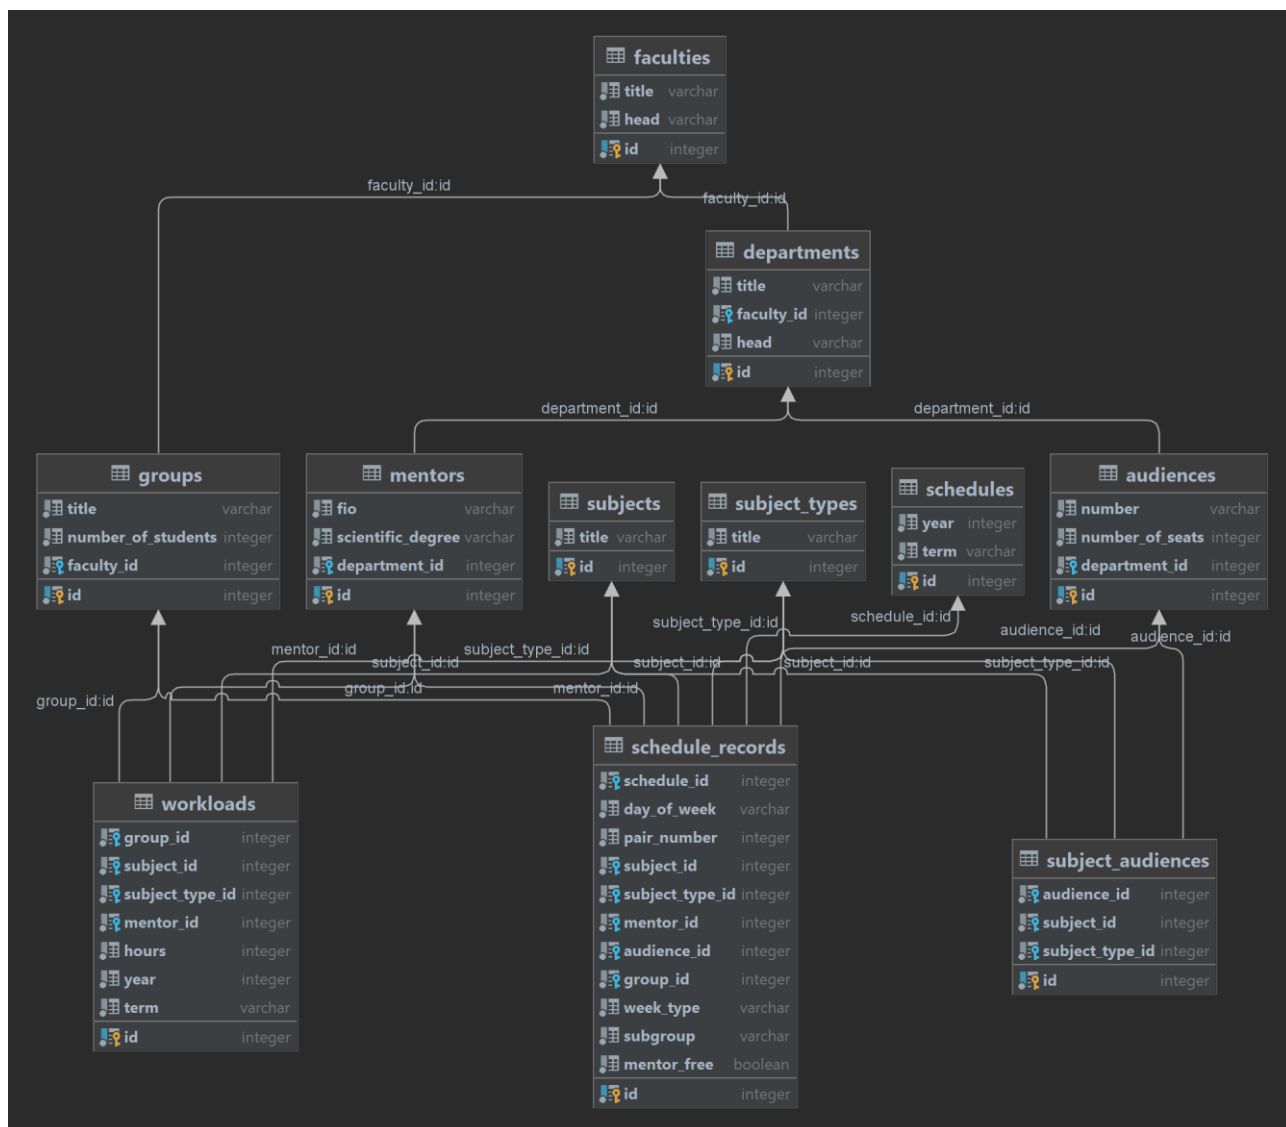 faculties
title varchar
head varchar
id integer
faculty_id:id
faculty_id:id
departments
title varchar
faculty_id integer
head varchar
id integer
department_id:id
department_id:id
groups
title varchar
number_of_students integer
faculty_id integer
id integer
mentors
fio varchar
scientific_degree varchar
department_id integer
id integer
subjects
title varchar
id integer
subject_types
title varchar
id integer
schedules
year integer
term varchar
id integer
audiences
number varchar
number_of_seats integer
department_id integer
id integer
schedule_id:id
subject_type_id:id
audience_id:id
audience_id:id
mentor_id:id
subject_type_id:id
subject_id:id
subject_id:id
subject_id:id
subject_type_id:id
group_id:id
mentor_id:id
group_id:id
workloads
group_id integer
subject_id integer
subject_type_id integer
mentor_id integer
hours integer
year integer
term varchar
id integer
schedule_records
schedule_id integer
day_of_week varchar
pair_number integer
subject_id integer
subject_type_id integer
mentor_id integer
audience_id integer
group_id integer
week_type varchar
subgroup varchar
mentor_free boolean
id integer
subject_audiences
audience_id integer
subject_id integer
subject_type_id integer
id integer